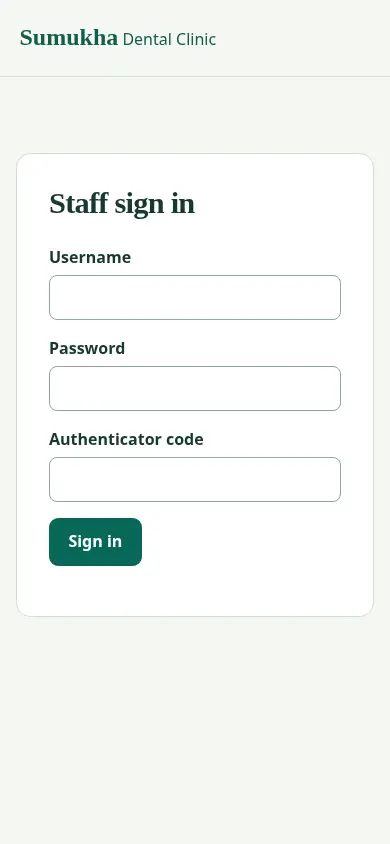 Sumukha Dental Clinic
Staff sign in
Username
Password
Authenticator code
Sign in